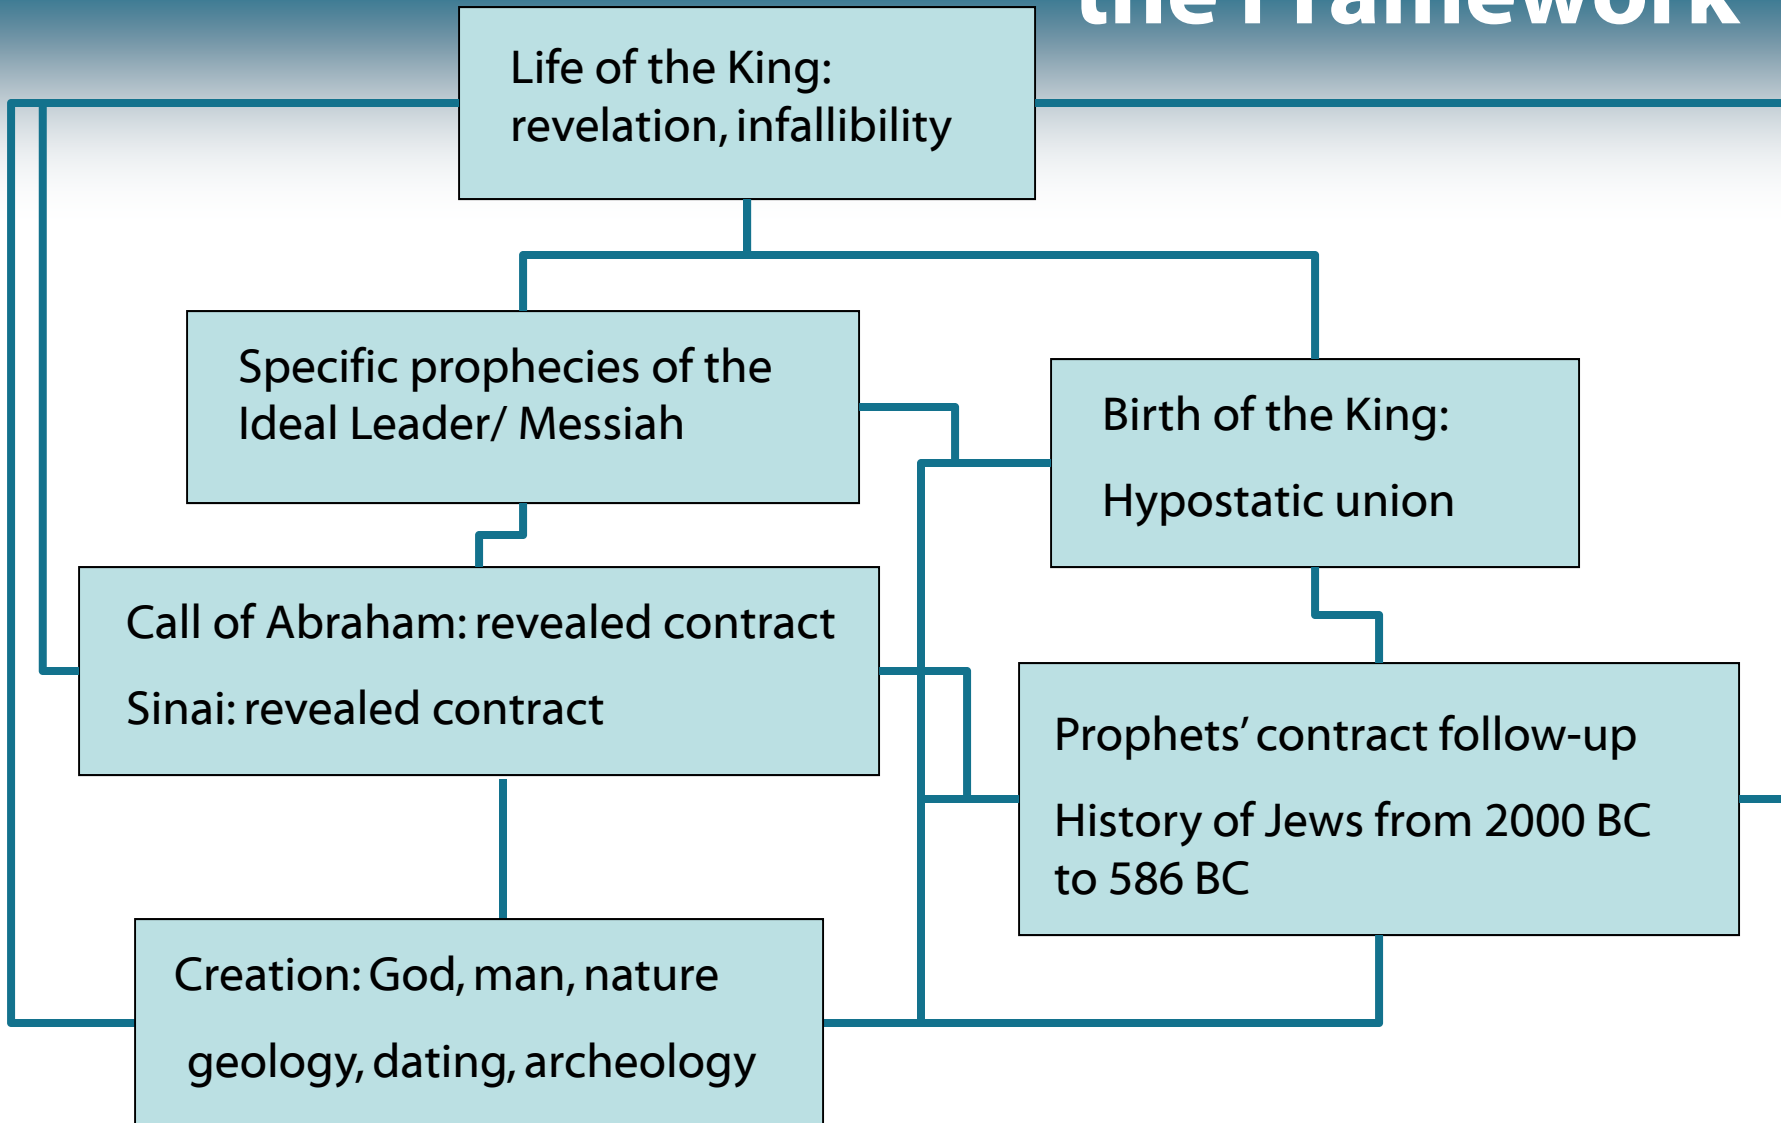 the Framework
Life of the King:
revelation, infallibility
Specific prophecies of the
Ideal Leader/ Messiah
Birth of the King:
Hypostatic union
Call of Abraham: revealed contract
Sinai: revealed contract
Prophets’ contract follow-up
History of Jews from 2000 BC
to 586 BC
Creation: God, man, nature
geology, dating, archeology